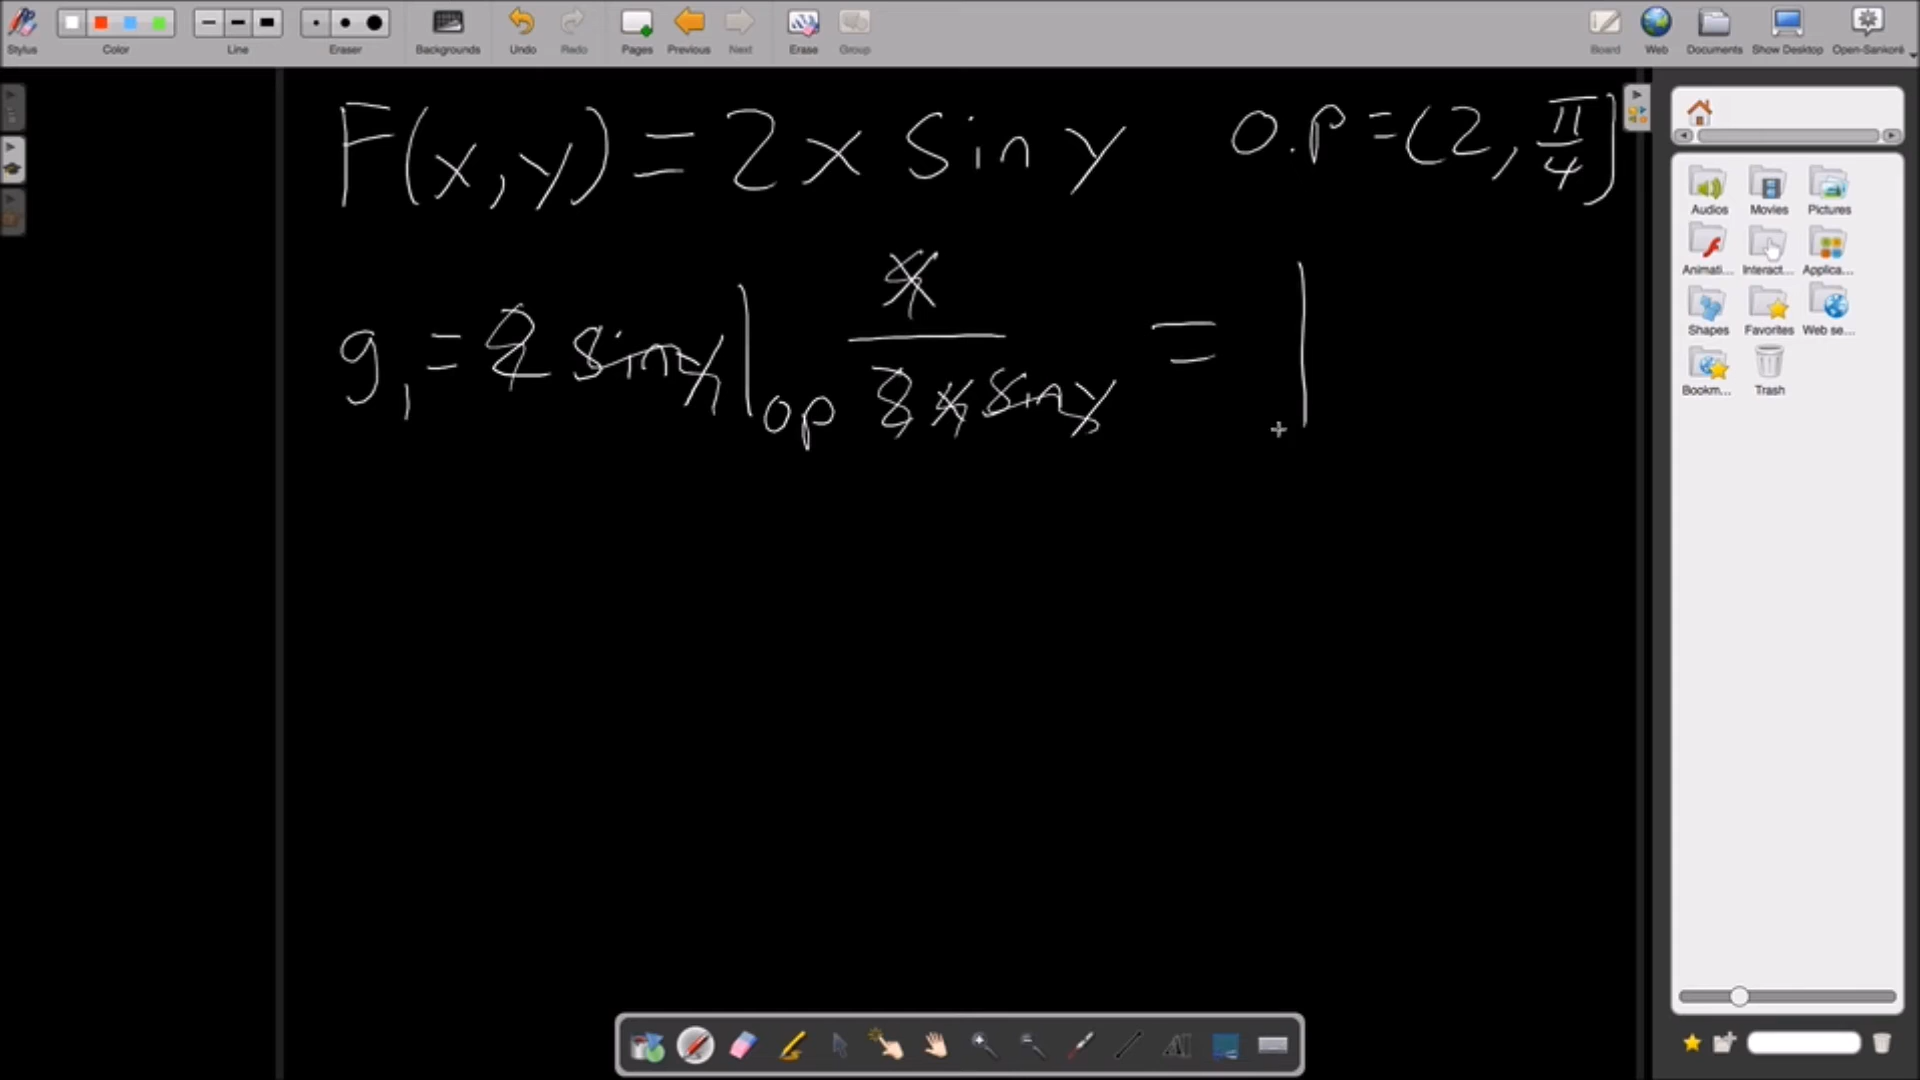 Stylus Color Line Eraser Backgrounds Undo Redo Pages Previous Next Erase Group Board Web Documents Show Desktop Open-Sankoré
F(x,y) = 2x sin y O.P = (2, π/4)
g₁ = 2 sin y |op x / 2 x sin y = 1
Audios Movies Pictures
Animati... Interact... Applica...
Shapes Favorites Web se...
Bookm... Trash